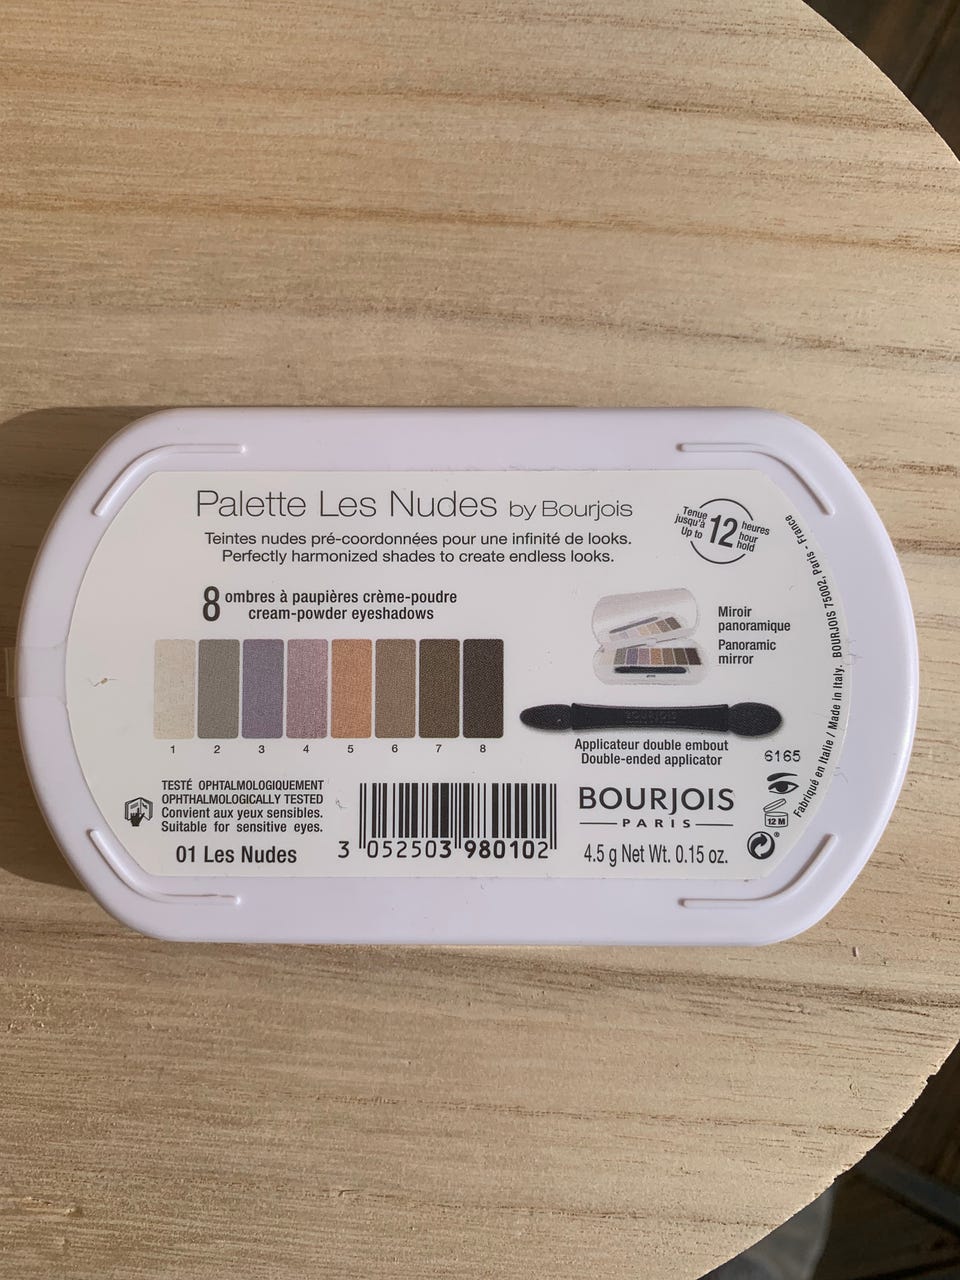 Palette Les Nudes by Bourjois
Teintes nudes pré-coordonnées pour une infinité de looks.
Perfectly harmonized shades to create endless looks.
Tenue
jusqu'à
Up to
12
heures
hour
hold
8 ombres à paupières crème-poudre
cream-powder eyeshadows
1 2 3 4 5 6 7 8
Miroir
panoramique
Panoramic
mirror
BOURJOIS
Applicateur double embout
Double-ended applicator
TESTÉ OPHTALMOLOGIQUEMENT
OPHTHALMOLOGICALLY TESTED
Convient aux yeux sensibles.
Suitable for sensitive eyes.
01 Les Nudes
3 052503 980102
BOURJOIS
PARIS
4.5 g Net Wt. 0.15 oz.
6165
12 M
Fabriqué en Italie / Made in Italy. BOURJOIS 75002, Paris - France